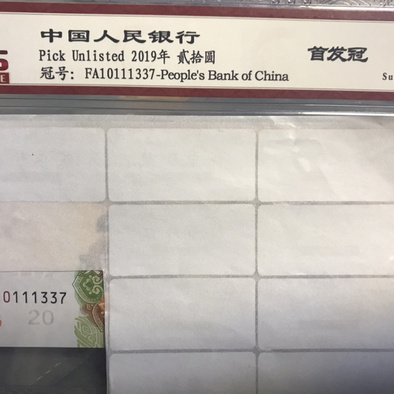 中国人民银行
Pick Unlisted 2019年 贰拾圆
首发冠
冠号: FA10111337-People's Bank of China
Su
S
E
0111337
20